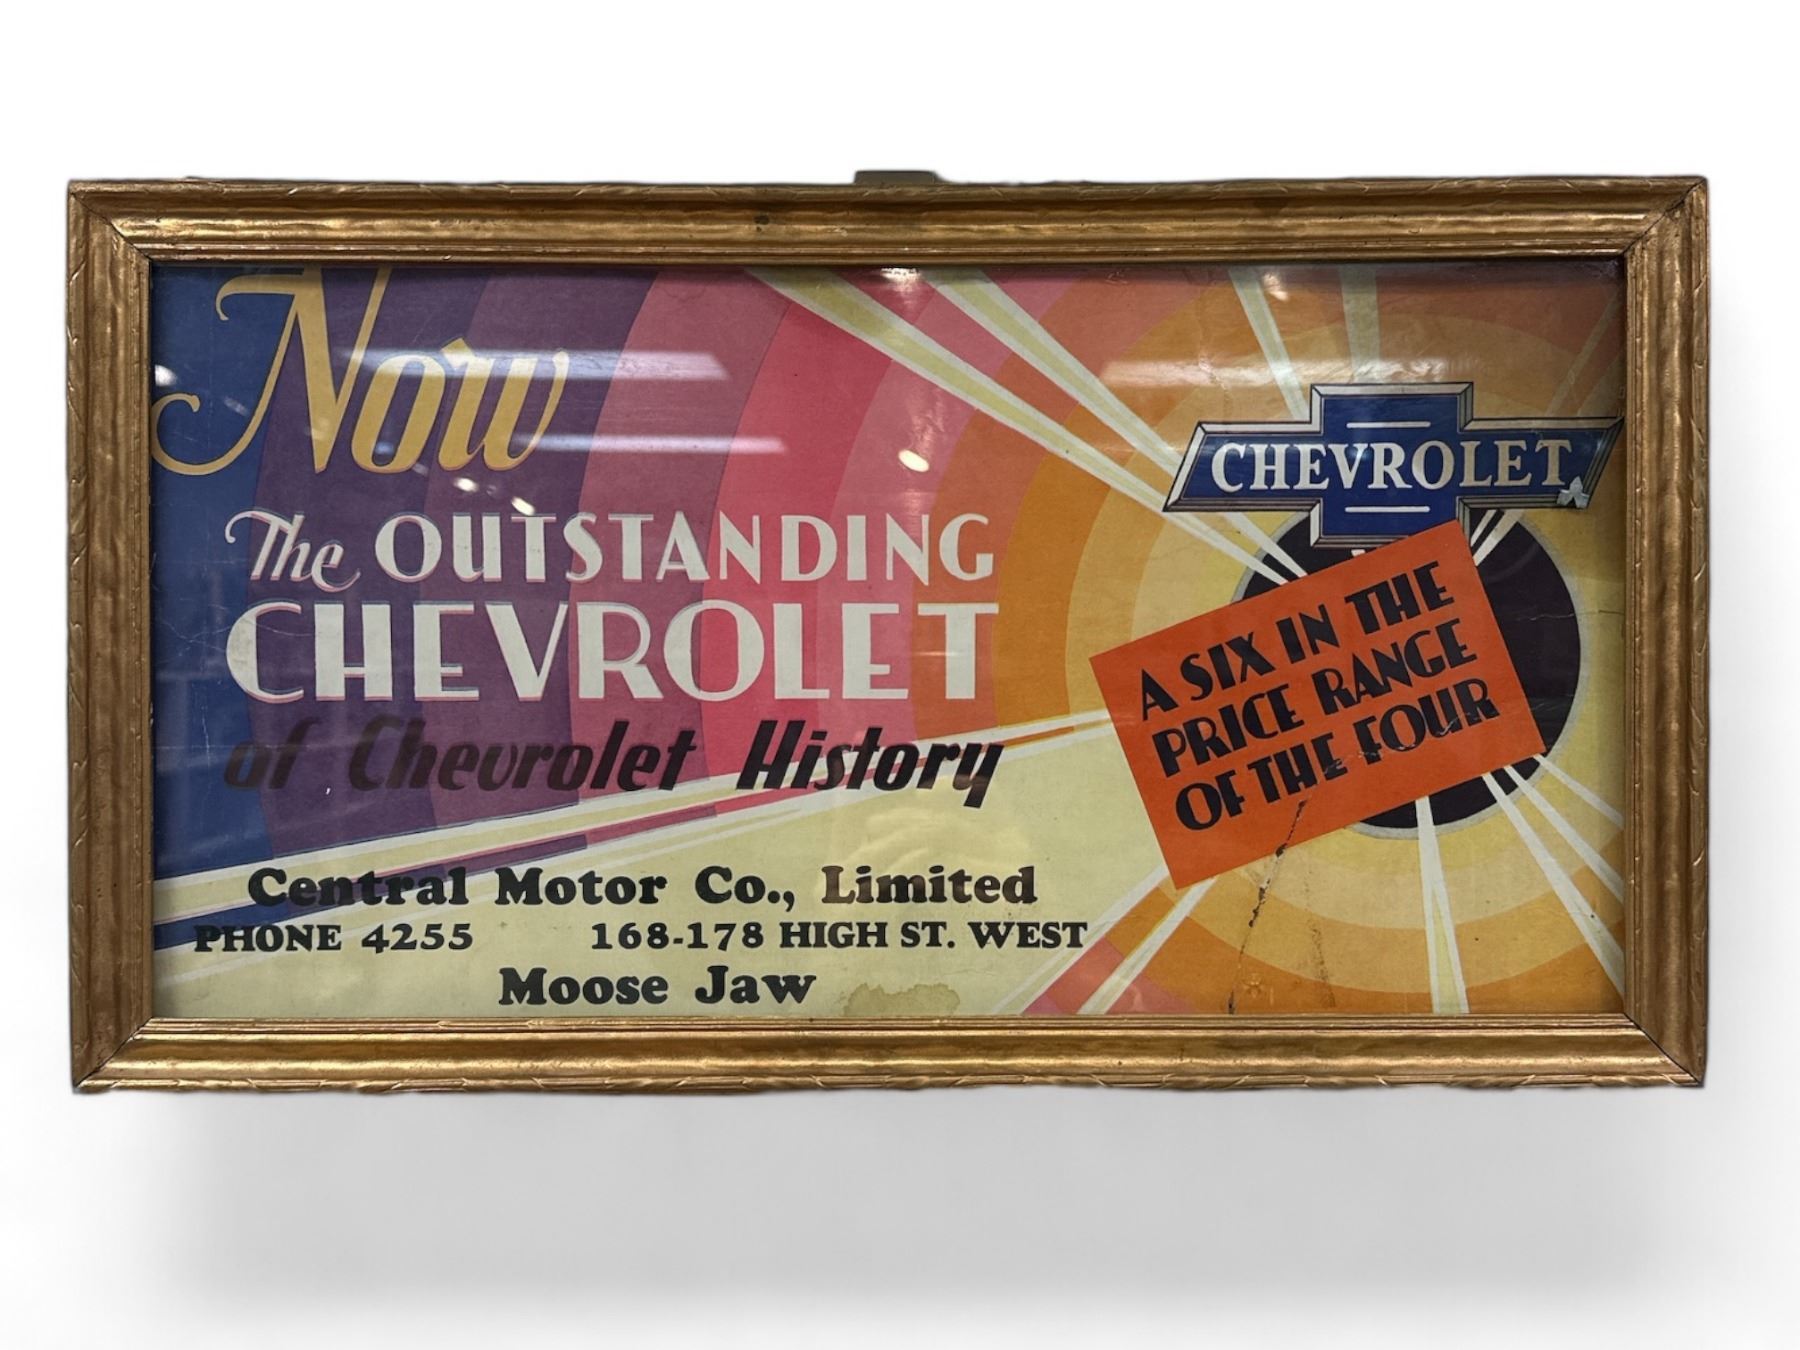 Now
The OUTSTANDING
CHEVROLET
of Chevrolet History
CHEVROLET
A SIX IN THE
PRICE RANGE
OF THE FOUR
Central Motor Co., Limited
PHONE 4255 168-178 HIGH ST. WEST
Moose Jaw